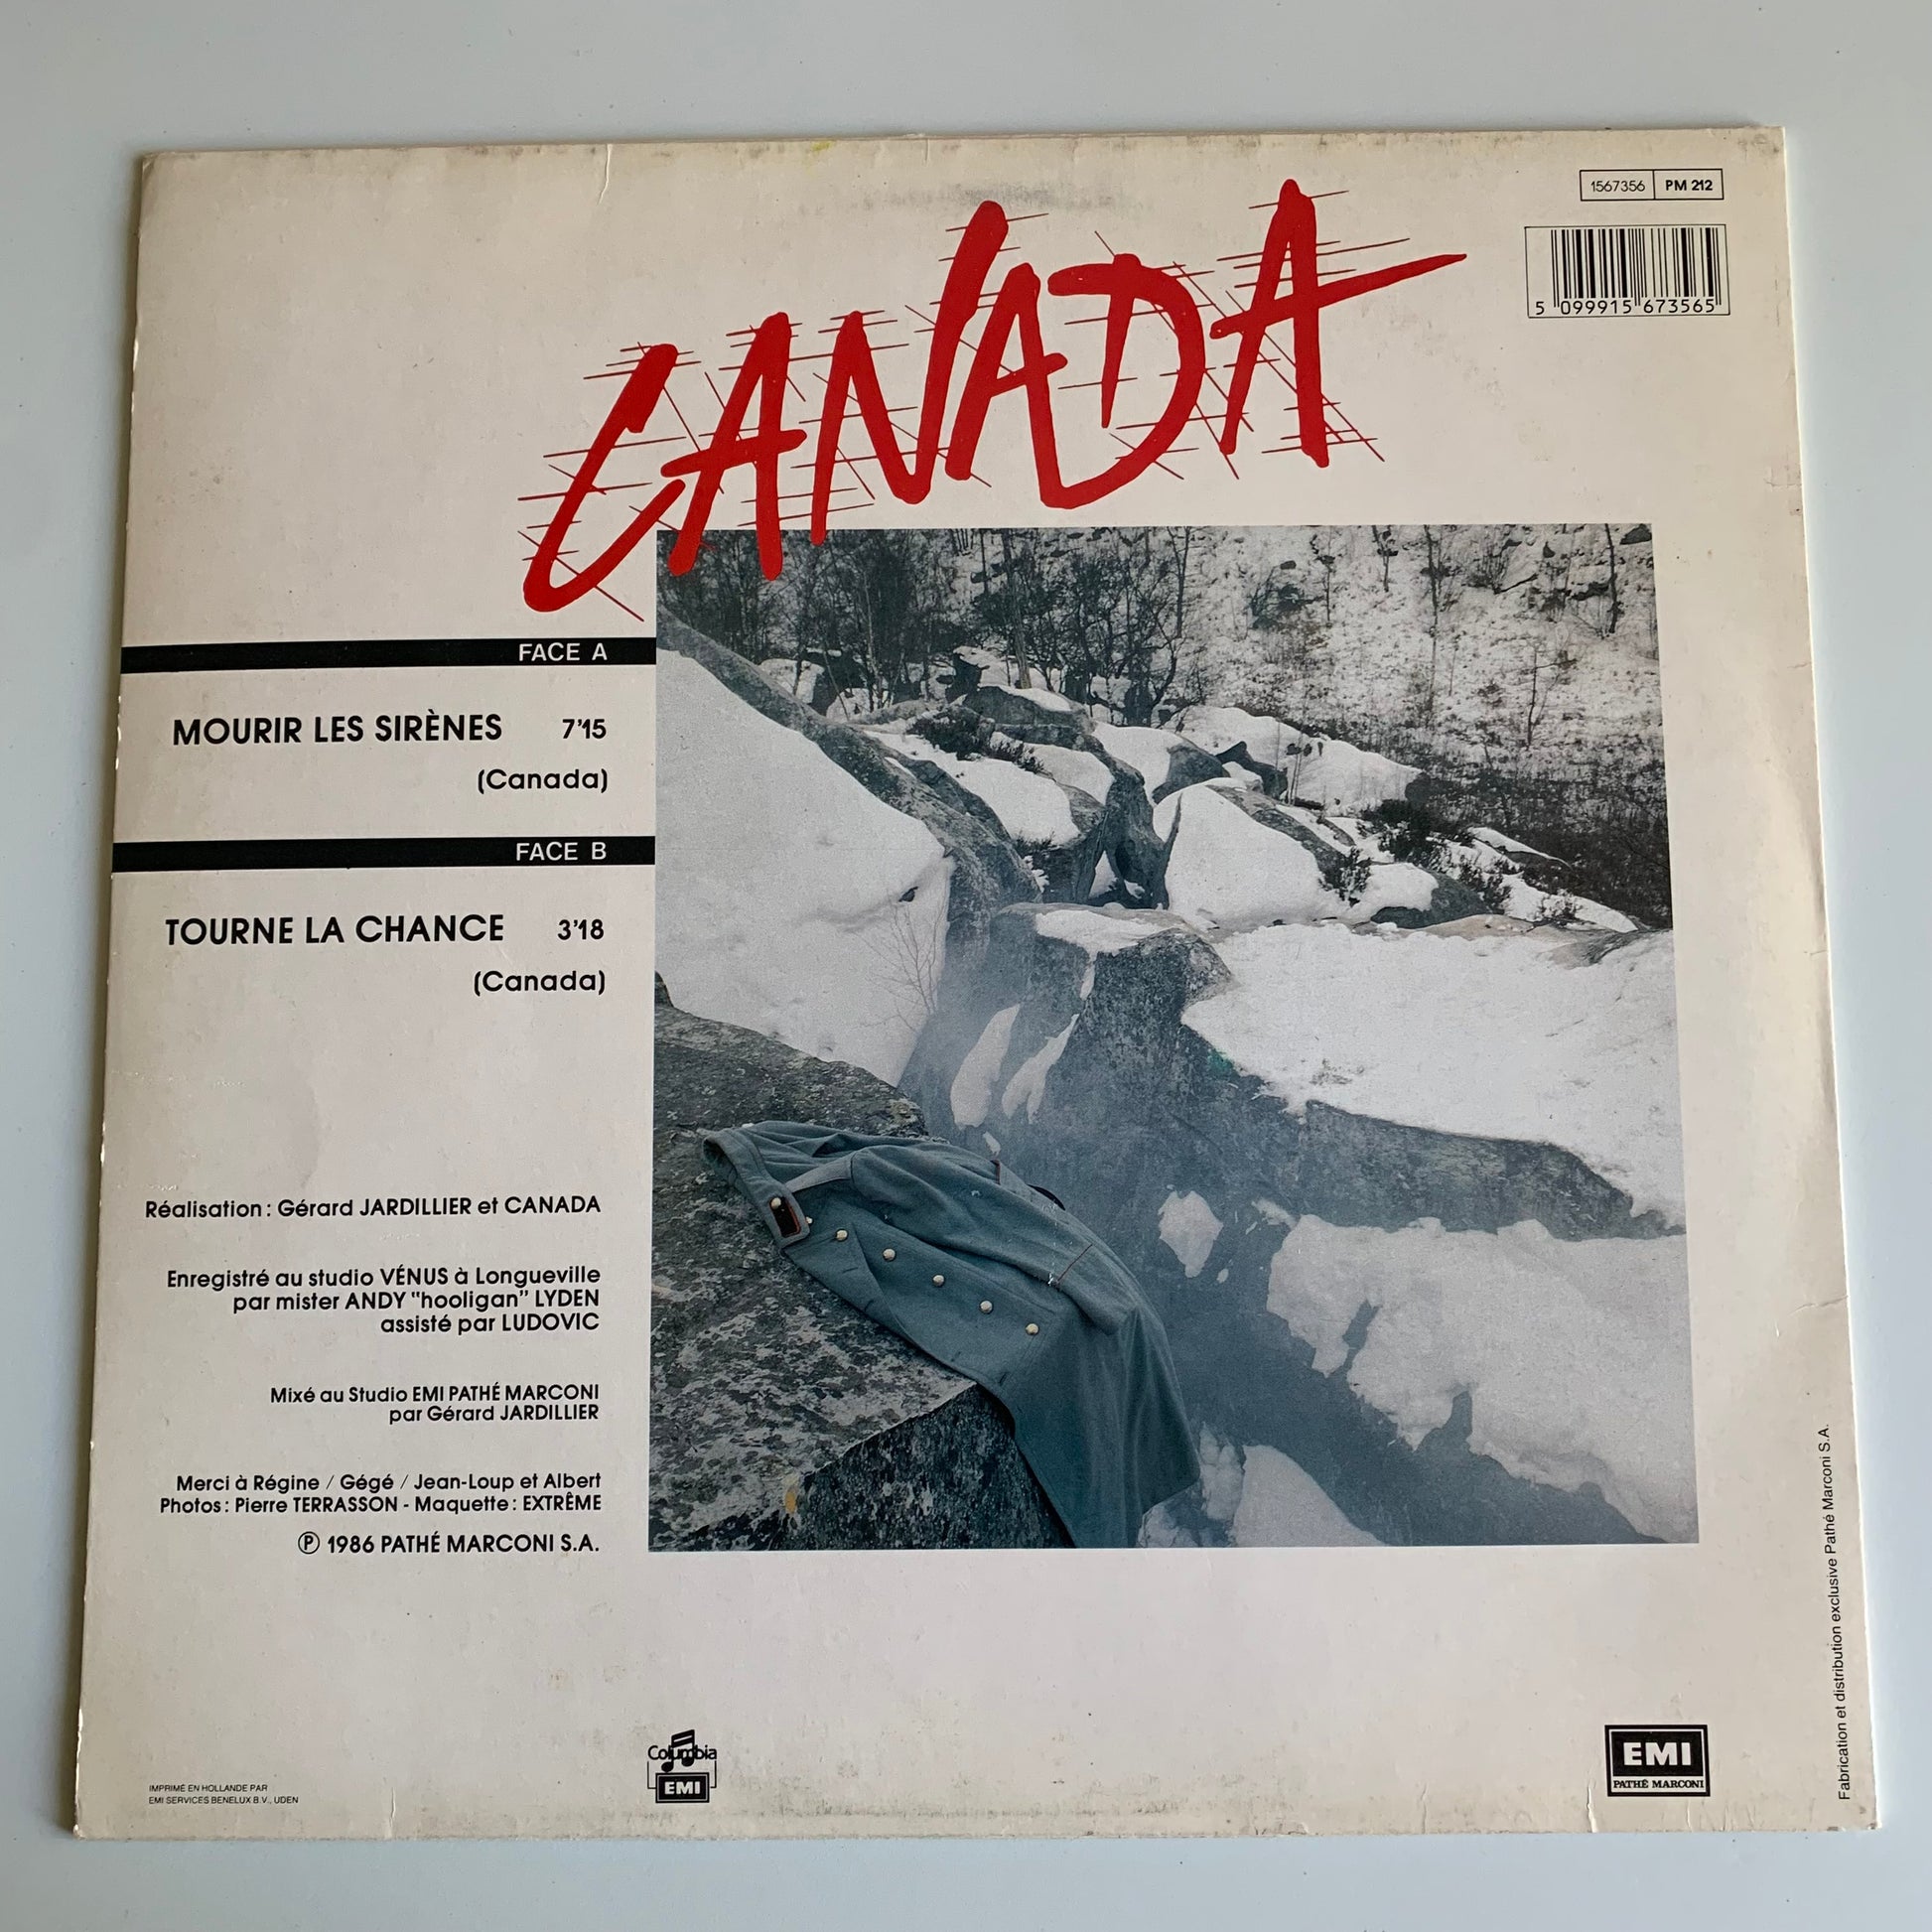 1567356 PM 212
5 099915 673565
CANADA
FACE A
MOURIR LES SIRÈNES 7'15
(Canada)
FACE B
TOURNE LA CHANCE 3'18
(Canada)
Réalisation : Gérard JARDILLIER et CANADA
Enregistré au studio VÉNUS à Longueville
par mister ANDY "hooligan" LYDEN
assisté par LUDOVIC
Mixé au Studio EMI PATHÉ MARCONI
par Gérard JARDILLIER
Merci à Régine / Gégé / Jean-Loup et Albert
Photos : Pierre TERRASSON - Maquette : EXTRÊME
Ⓟ 1986 PATHÉ MARCONI S.A.
IMPRIMÉ EN HOLLANDE PAR
EMI SERVICES BENELUX B.V., UDEN
Columbia
EMI
EMI
PATHÉ MARCONI
Fabrication et distribution exclusive Pathé Marconi S.A.